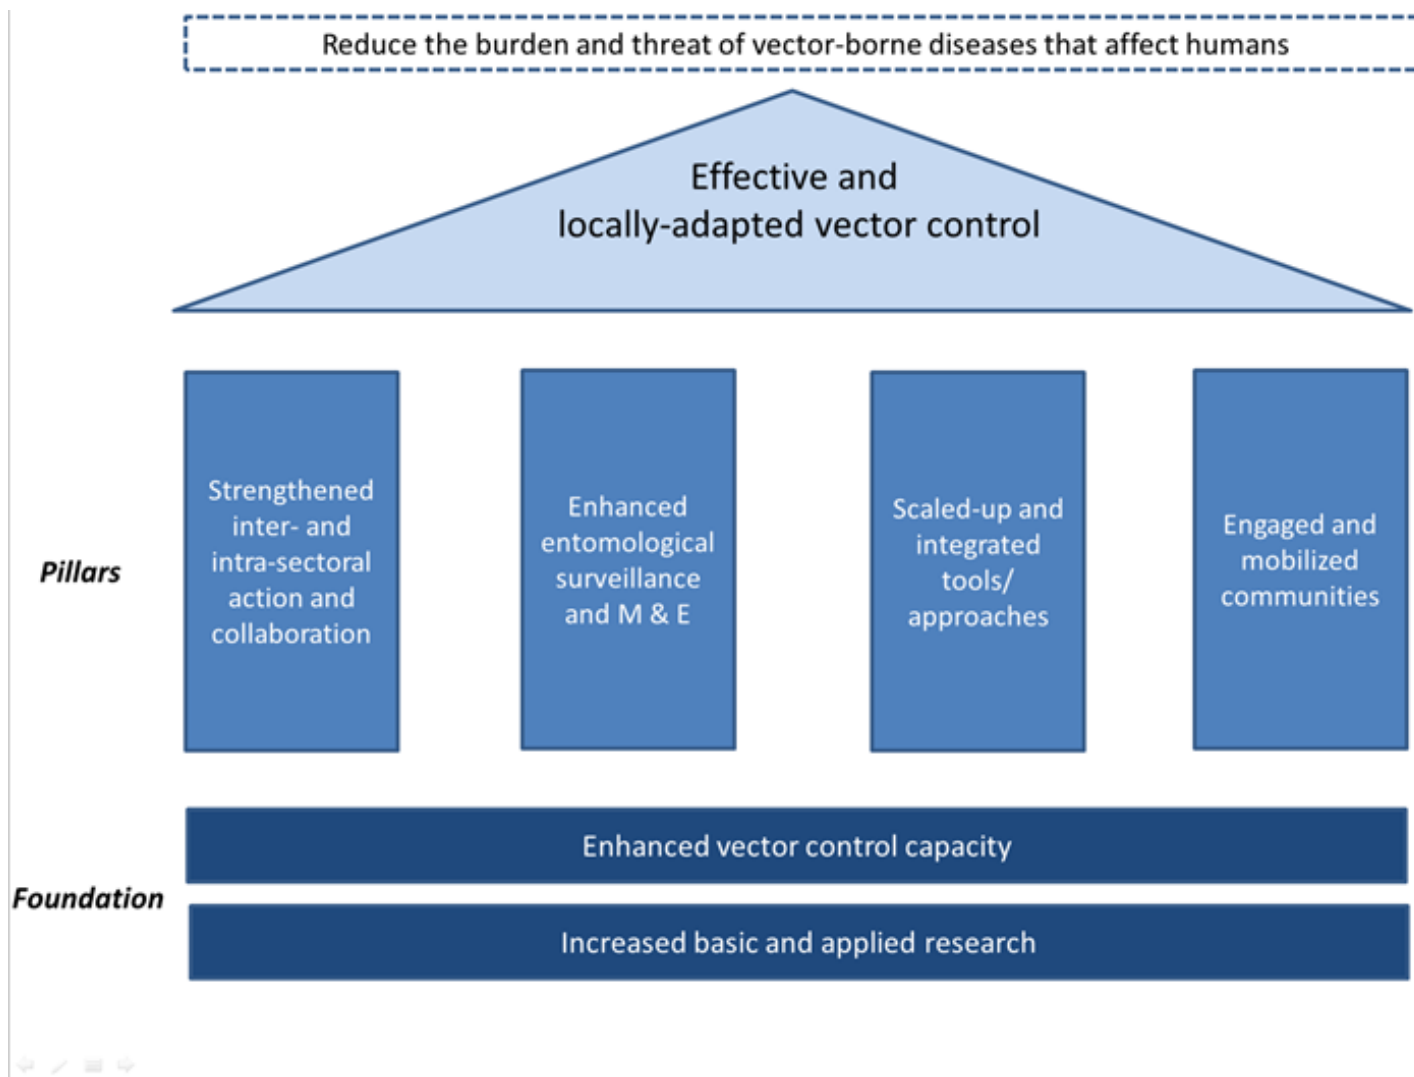 Reduce the burden and threat of vector-borne diseases that affect humans
Effective and
locally-adapted vector control
Pillars
Strengthened
inter- and
intra-sectoral
action and
collaboration
Enhanced
entomological
surveillance
and M & E
Scaled-up and
integrated
tools/
approaches
Engaged and
mobilized
communities
Foundation
Enhanced vector control capacity
Increased basic and applied research